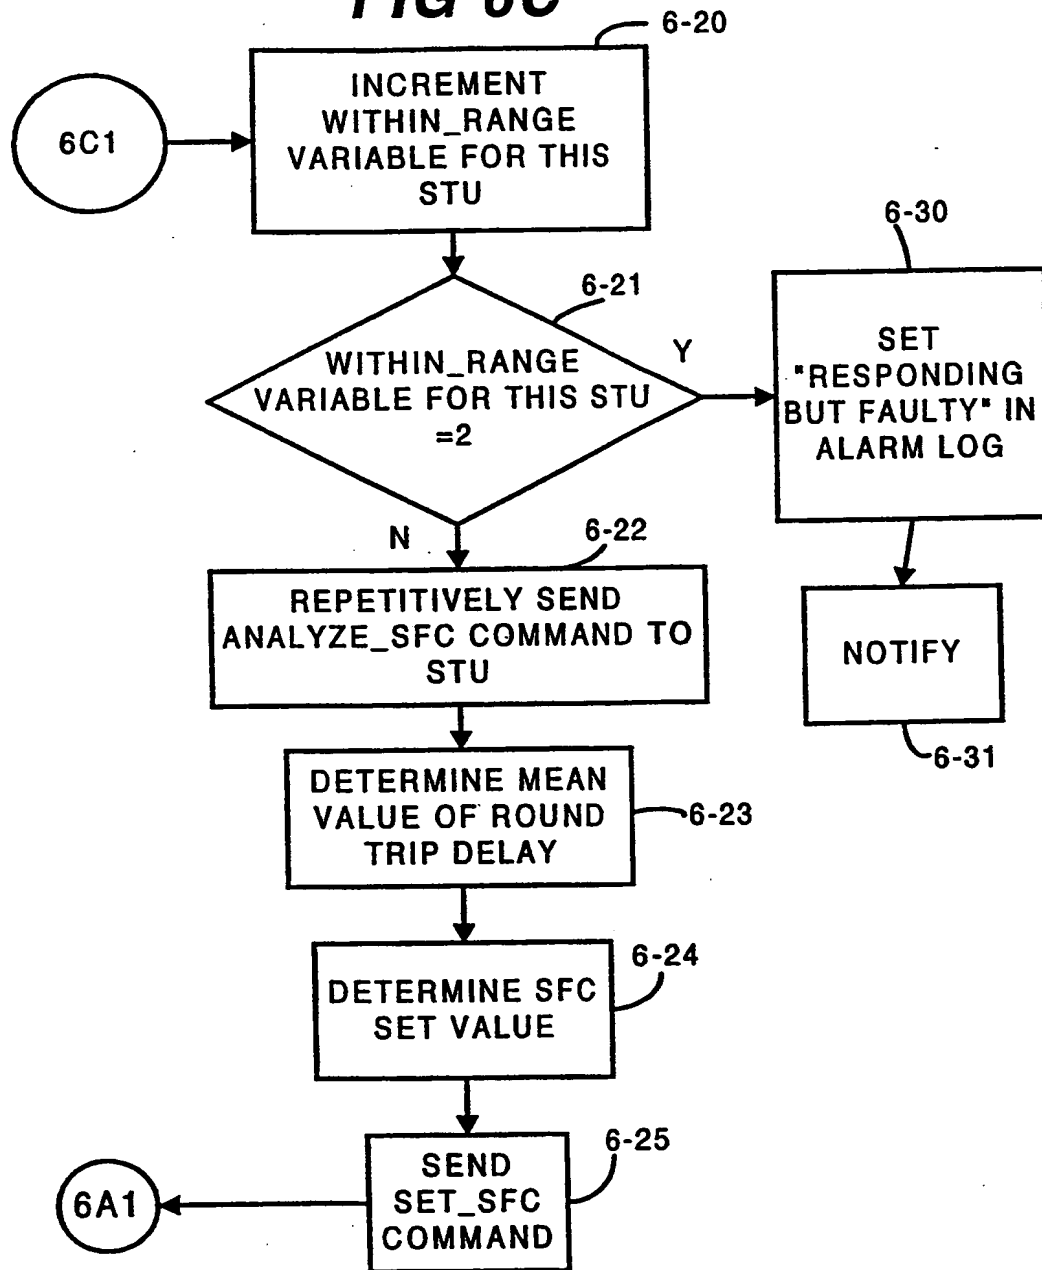 FIG 6C
6-20
INCREMENT
WITHIN_RANGE
VARIABLE FOR THIS
STU
6C1
6-30
6-21
WITHIN_RANGE
VARIABLE FOR THIS STU
=2
Y
SET
"RESPONDING
BUT FAULTY" IN
ALARM LOG
N
6-22
REPETITIVELY SEND
ANALYZE_SFC COMMAND TO
STU
NOTIFY
6-31
DETERMINE MEAN
VALUE OF ROUND
TRIP DELAY
6-23
6-24
DETERMINE SFC
SET VALUE
6-25
SEND
SET_SFC
COMMAND
6A1